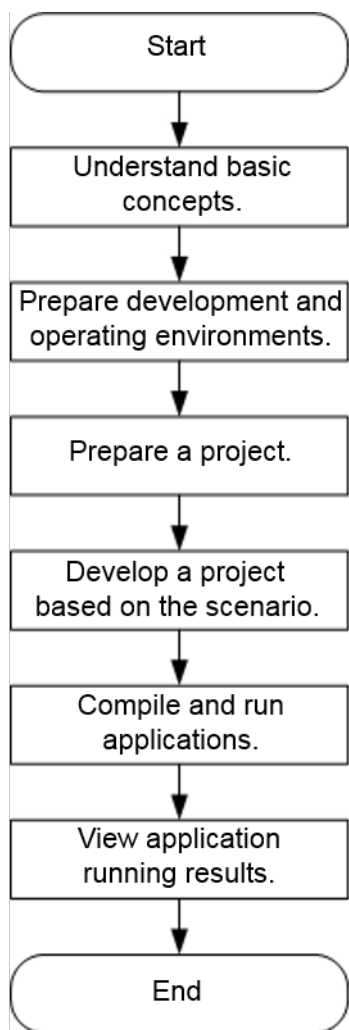 Start
Understand basic
concepts.
Prepare development and
operating environments.
Prepare a project.
Develop a project
based on the scenario.
Compile and run
applications.
View application
running results.
End